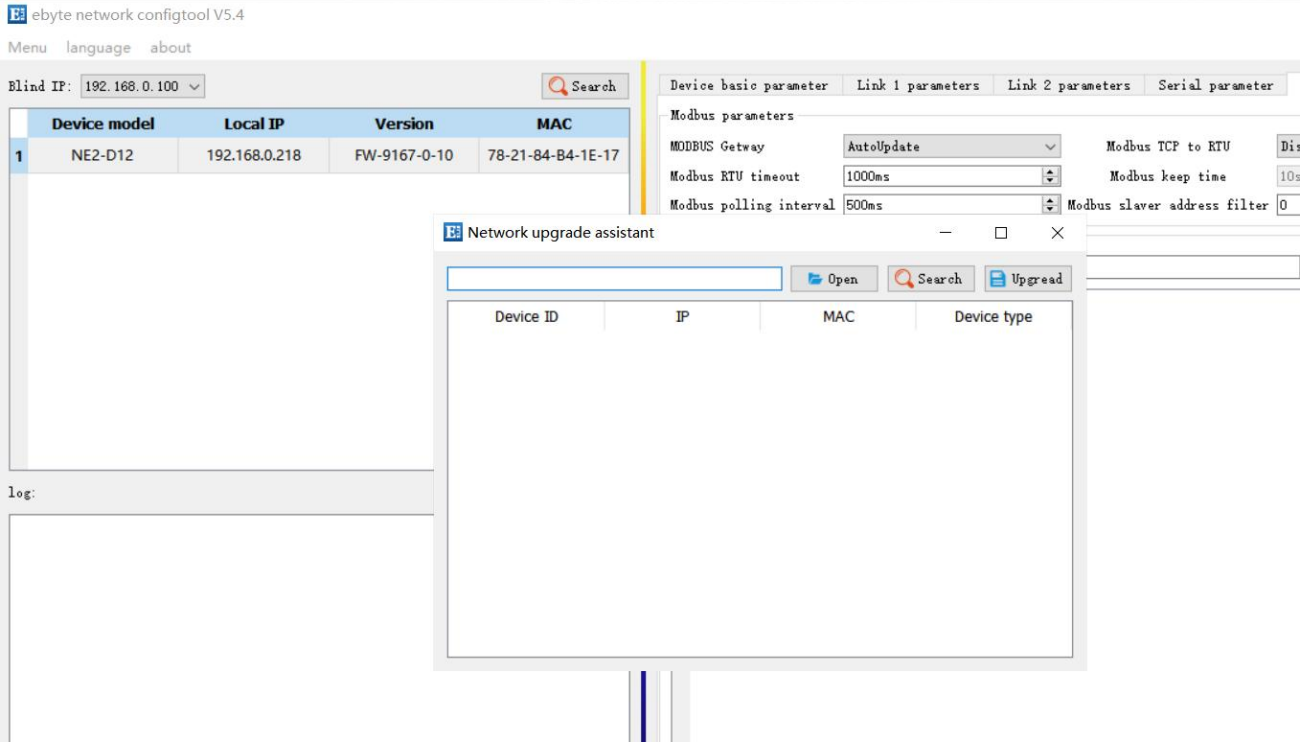 ebyte network configtool V5.4
Menu language about
Blind IP: 192.168.0.100 Search
Device model Local IP Version MAC
1 NE2-D12 192.168.0.218 FW-9167-0-10 78-21-84-B4-1E-17
log:
Device basic parameter Link 1 parameters Link 2 parameters Serial parameter
Modbus parameters
MODBUS Getway AutoUpdate Modbus TCP to RTU Dis
Modbus RTU timeout 1000ms Modbus keep time 10s
Modbus polling interval 500ms Modbus slaver address filter 0
Network upgrade assistant
Open Search Upgread
Device ID IP MAC Device type